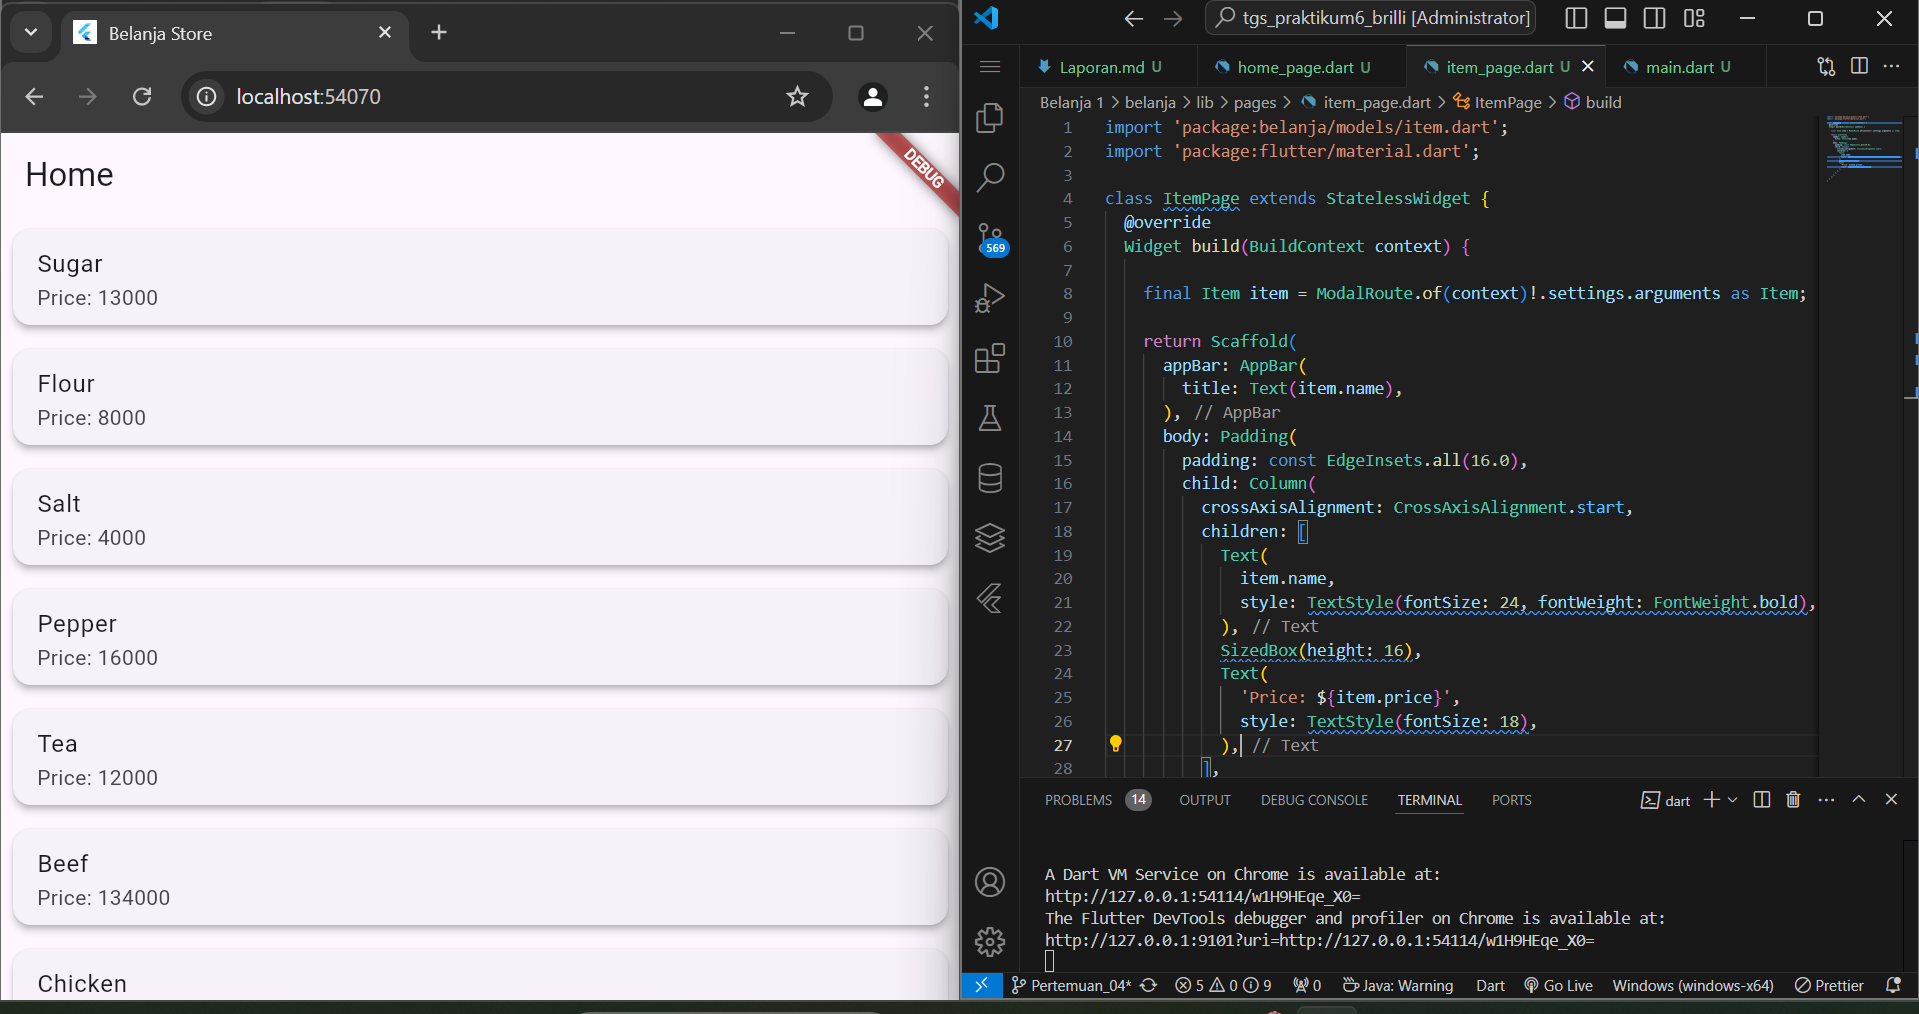 Belanja Store
localhost:54070
DEBUG
Home
Sugar
Price: 13000
Flour
Price: 8000
Salt
Price: 4000
Pepper
Price: 16000
Tea
Price: 12000
Beef
Price: 134000
Chicken
tgs_praktikum6_brilli [Administrator]
Laporan.md U
home_page.dart U
item_page.dart U
main.dart U
Belanja 1 > belanja > lib > pages > item_page.dart > ItemPage > build
569
1 import 'package:belanja/models/item.dart';
2 import 'package:flutter/material.dart';
3
4 class ItemPage extends StatelessWidget {
5 @override
6 Widget build(BuildContext context) {
7
8 final Item item = ModalRoute.of(context)!.settings.arguments as Item;
9
10 return Scaffold(
11 appBar: AppBar(
12 title: Text(item.name),
13 ), // AppBar
14 body: Padding(
15 padding: const EdgeInsets.all(16.0),
16 child: Column(
17 crossAxisAlignment: CrossAxisAlignment.start,
18 children: [
19 Text(
20 item.name,
21 style: TextStyle(fontSize: 24, fontWeight: FontWeight.bold),
22 ), // Text
23 SizedBox(height: 16),
24 Text(
25 'Price: ${item.price}',
26 style: TextStyle(fontSize: 18),
27 ), // Text
28 ],
PROBLEMS 14 OUTPUT DEBUG CONSOLE TERMINAL PORTS dart
A Dart VM Service on Chrome is available at:
http://127.0.0.1:54114/w1H9HEqe_X0=
The Flutter DevTools debugger and profiler on Chrome is available at:
http://127.0.0.1:9101?uri=http://127.0.0.1:54114/w1H9HEqe_X0=
Pertemuan_04* 5 0 9 0 Java: Warning Dart Go Live Windows (windows-x64) Prettier